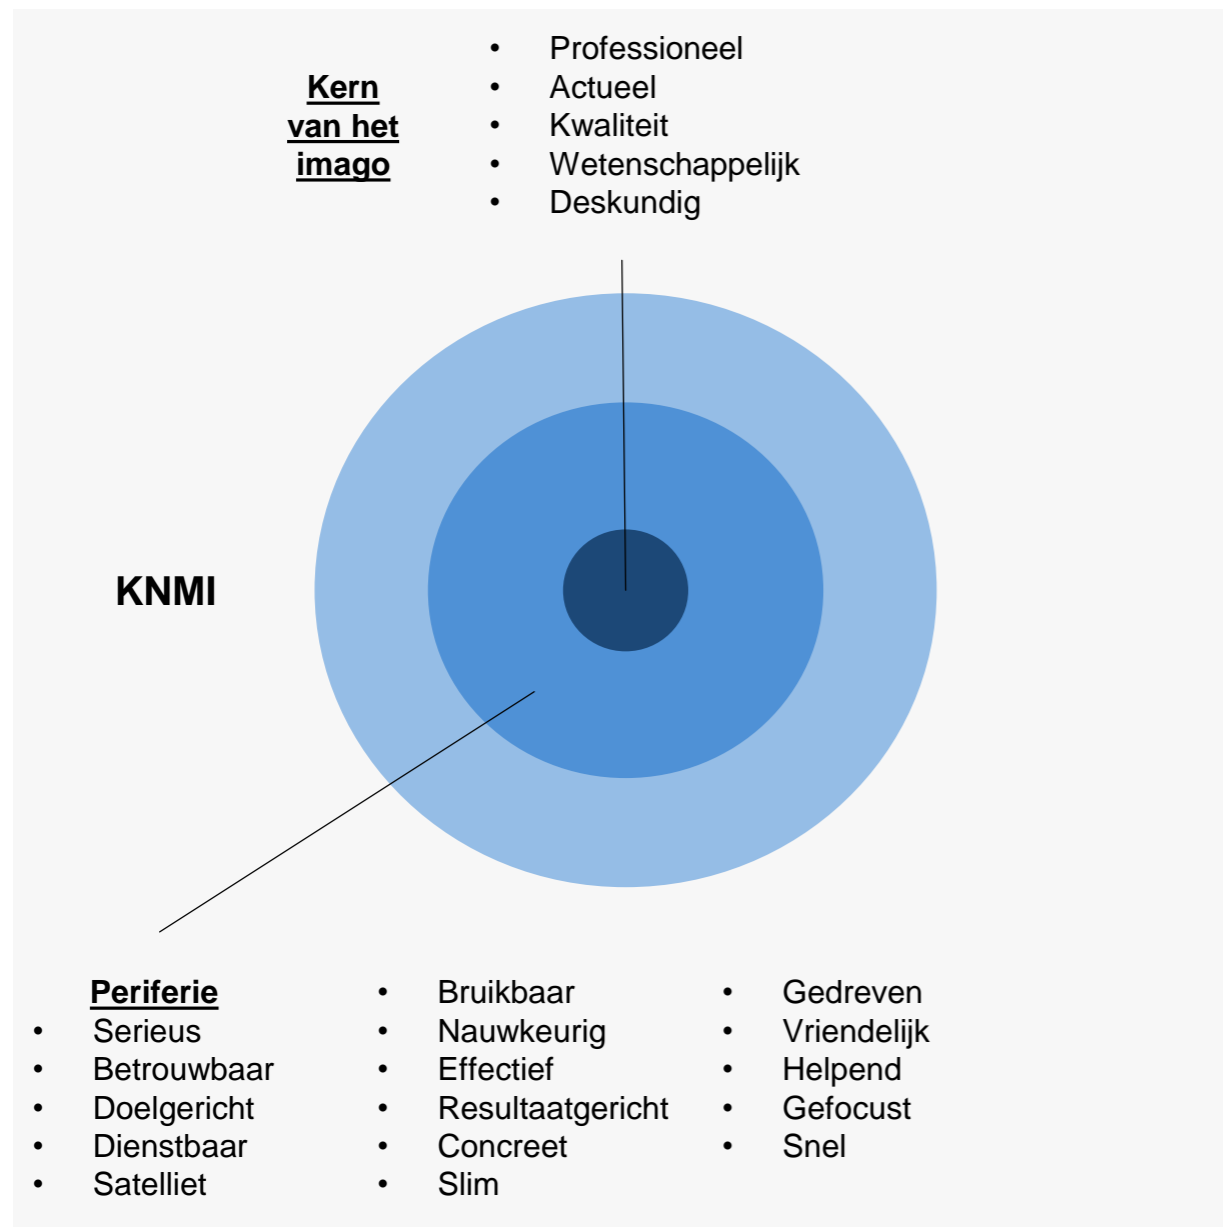 Kern
van het
imago
• Professioneel
• Actueel
• Kwaliteit
• Wetenschappelijk
• Deskundig
KNMI
Periferie
• Serieus
• Betrouwbaar
• Doelgericht
• Dienstbaar
• Satelliet
• Bruikbaar
• Nauwkeurig
• Effectief
• Resultaatgericht
• Concreet
• Slim
• Gedreven
• Vriendelijk
• Helpend
• Gefocust
• Snel